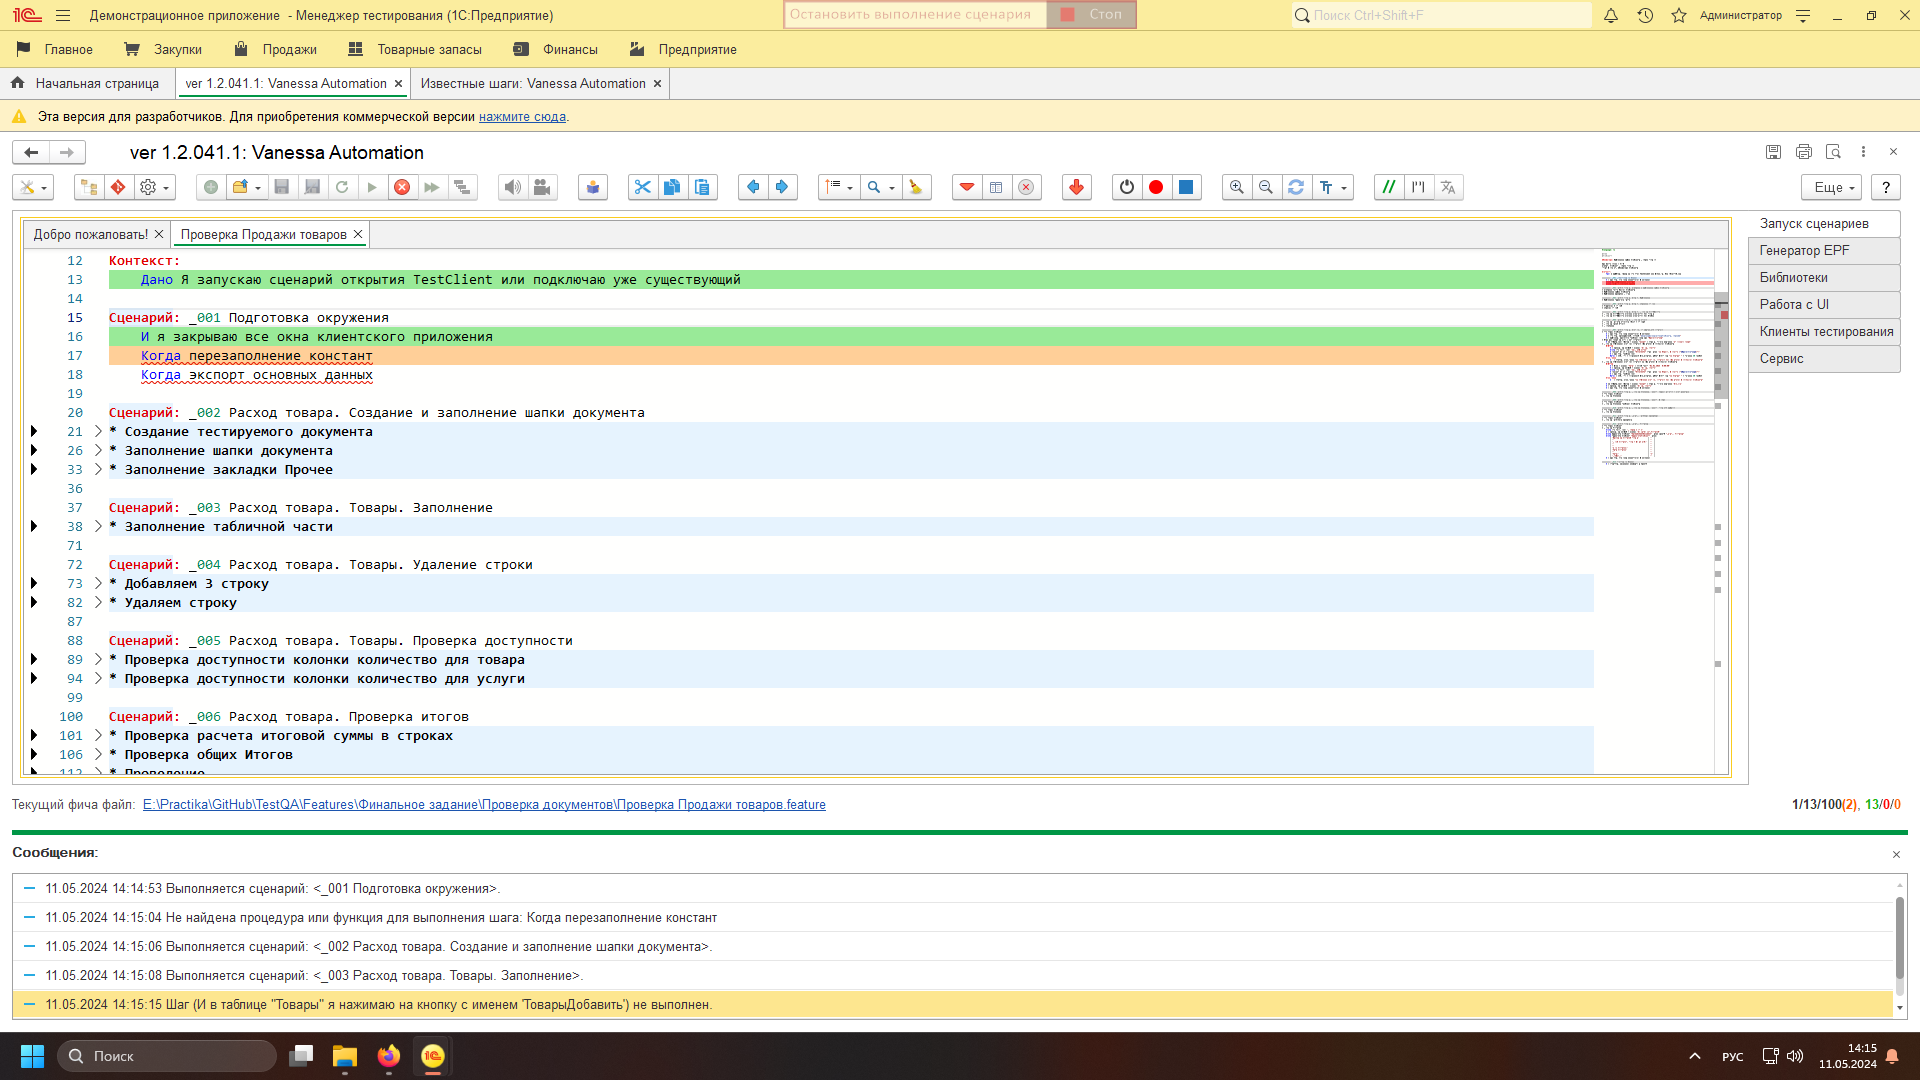 Демонстрационное приложение - Менеджер тестирования (1С:Предприятие)
Остановить выполнение сценария Стоп
Поиск Ctrl+Shift+F
Администратор
Главное Закупки Продажи Товарные запасы Финансы Предприятие
Начальная страница ver 1.2.041.1: Vanessa Automation Известные шаги: Vanessa Automation
Эта версия для разработчиков. Для приобретения коммерческой версии нажмите сюда.
ver 1.2.041.1: Vanessa Automation
Еще ?
Добро пожаловать! Проверка Продажи товаров
12 Контекст:
13 Дано Я запускаю сценарий открытия TestClient или подключаю уже существующий
14
15 Сценарий: _001 Подготовка окружения
16 И я закрываю все окна клиентского приложения
17 Когда перезаполнение констант
18 Когда экспорт основных данных
19
20 Сценарий: _002 Расход товара. Создание и заполнение шапки документа
21 * Создание тестируемого документа
26 * Заполнение шапки документа
33 * Заполнение закладки Прочее
36
37 Сценарий: _003 Расход товара. Товары. Заполнение
38 * Заполнение табличной части
71
72 Сценарий: _004 Расход товара. Товары. Удаление строки
73 * Добавляем 3 строку
82 * Удаляем строку
87
88 Сценарий: _005 Расход товара. Товары. Проверка доступности
89 * Проверка доступности колонки количество для товара
94 * Проверка доступности колонки количество для услуги
99
100 Сценарий: _006 Расход товара. Проверка итогов
101 * Проверка расчета итоговой суммы в строках
106 * Проверка общих Итогов
112 * Проведение
Запуск сценариев
Генератор EPF
Библиотеки
Работа с UI
Клиенты тестирования
Сервис
Текущий фича файл: E:\Practika\GitHub\TestQA\Features\Финальное задание\Проверка документов\Проверка Продажи товаров.feature
1/13/100(2), 13/0/0
Сообщения:
11.05.2024 14:14:53 Выполняется сценарий: <_001 Подготовка окружения>.
11.05.2024 14:15:04 Не найдена процедура или функция для выполнения шага: Когда перезаполнение констант
11.05.2024 14:15:06 Выполняется сценарий: <_002 Расход товара. Создание и заполнение шапки документа>.
11.05.2024 14:15:08 Выполняется сценарий: <_003 Расход товара. Товары. Заполнение>.
11.05.2024 14:15:15 Шаг (И в таблице "Товары" я нажимаю на кнопку с именем 'ТоварыДобавить') не выполнен.
Поиск
РУС
14:15
11.05.2024